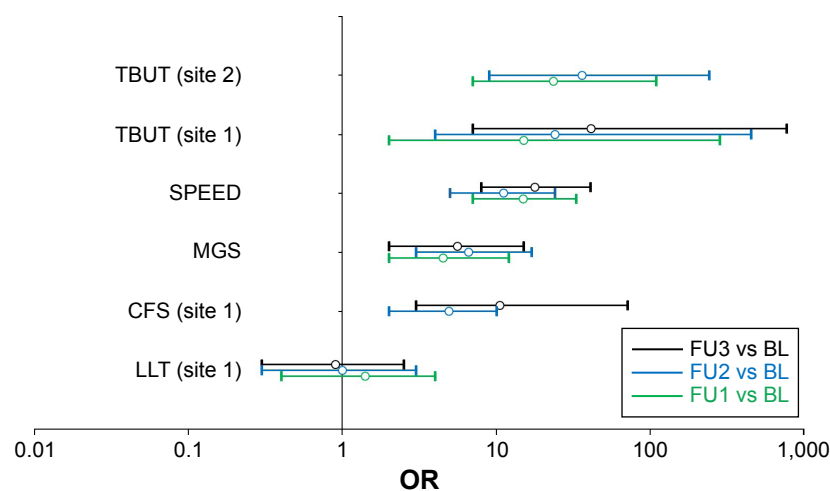 TBUT (site 2)
TBUT (site 1)
SPEED
MGS
CFS (site 1)
LLT (site 1)
FU3 vs BL
FU2 vs BL
FU1 vs BL
0.01 0.1 1 10 100 1,000
OR